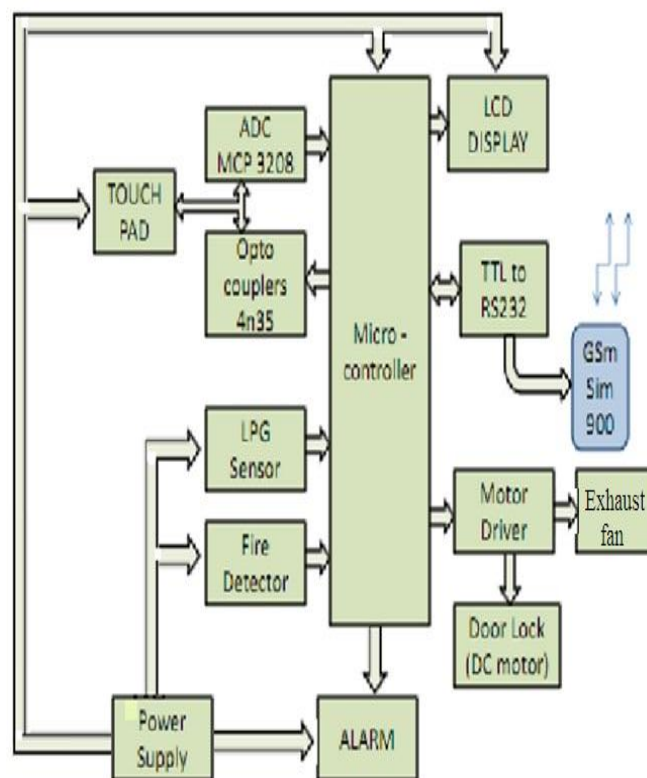 LCD
DISPLAY
ADC
MCP 3208
TOUCH
PAD
Opto
couplers
4n35
Micro -
controller
TTL to
RS232
GSm
Sim
900
LPG
Sensor
Fire
Detector
Motor
Driver
Exhaust
fan
Door Lock
(DC motor)
Power
Supply
ALARM